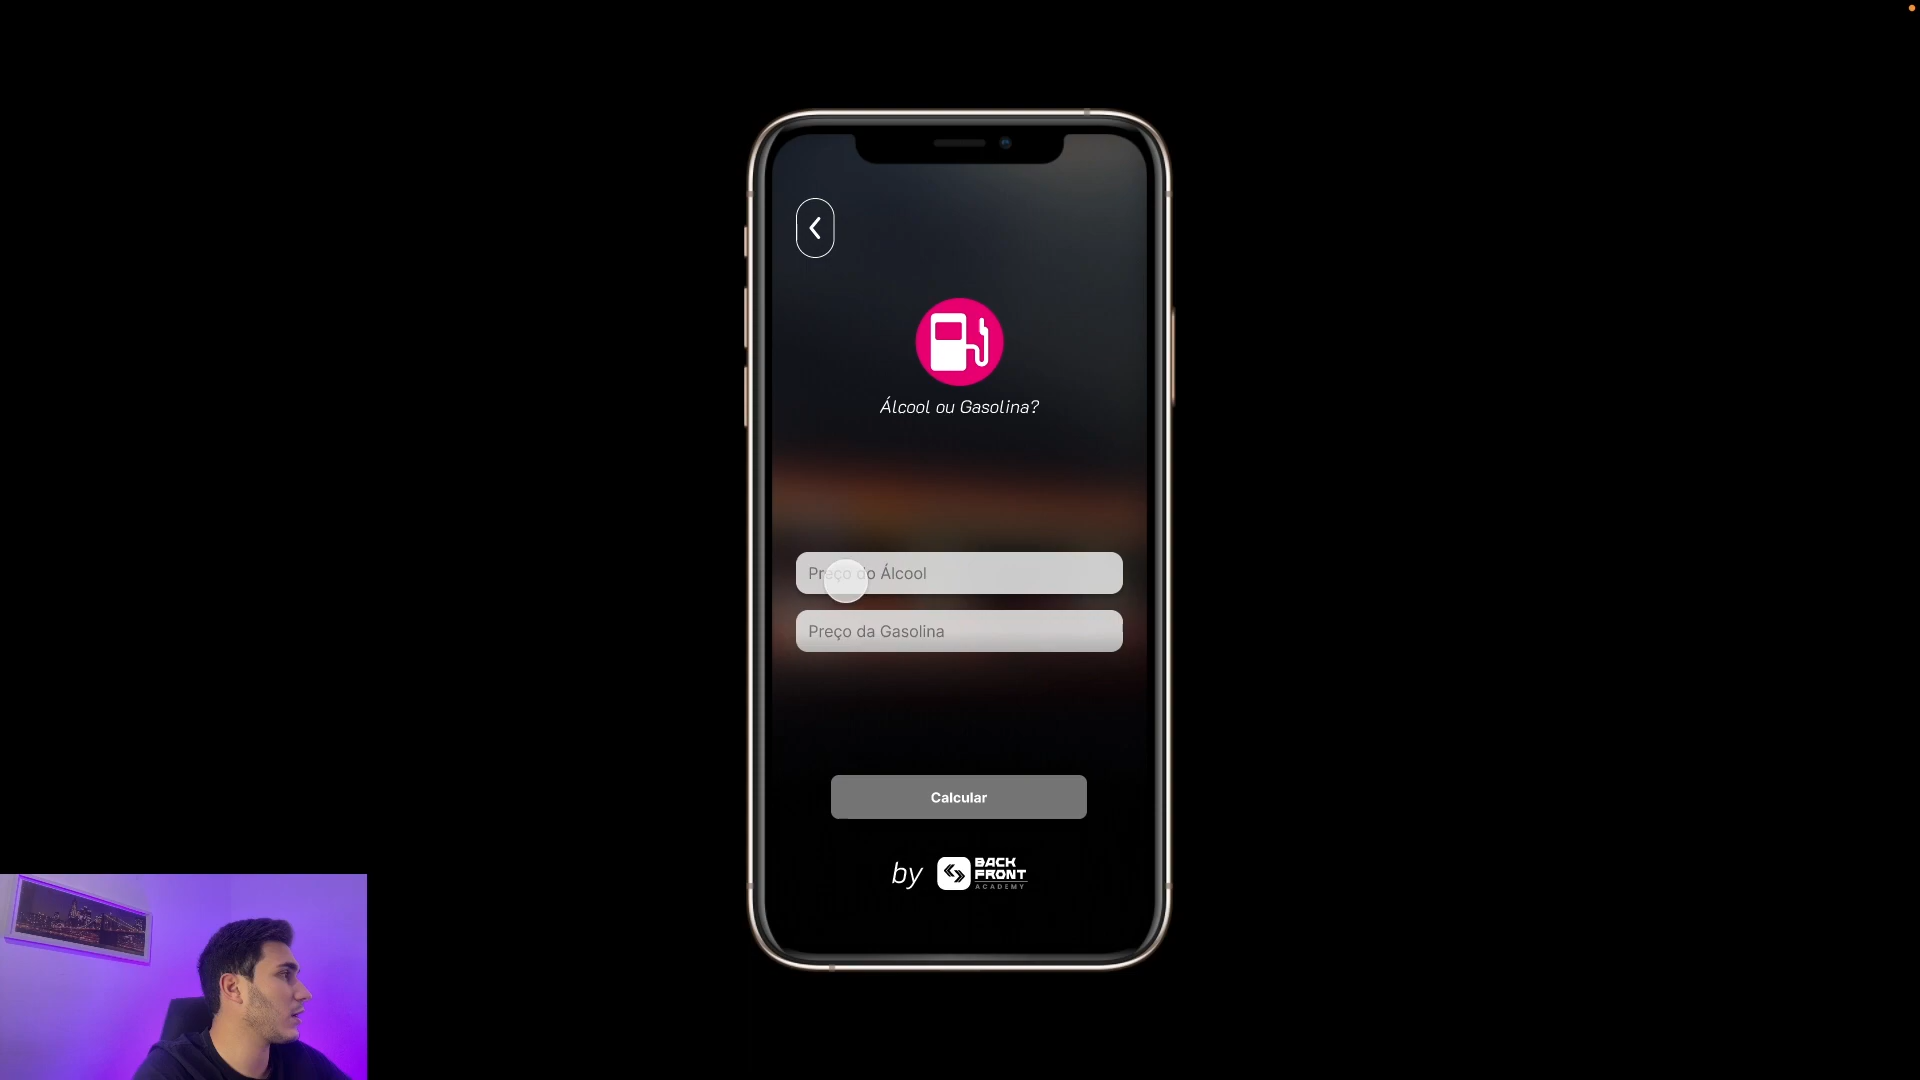 Álcool ou Gasolina?
Preço do Álcool
Preço da Gasolina
Calcular
by BACK
FRONT
ACADEMY